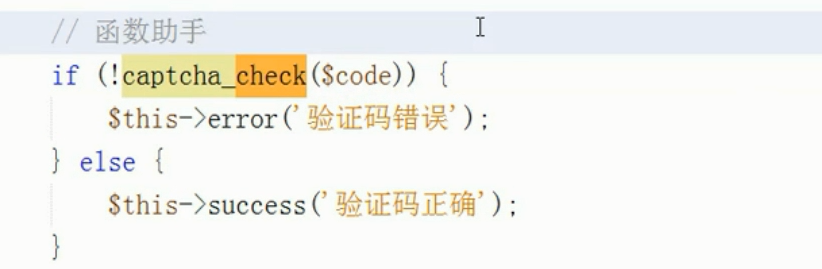 // 函数助手
if (!captcha_check($code)) {
$this->error('验证码错误');
} else {
$this->success('验证码正确');
}